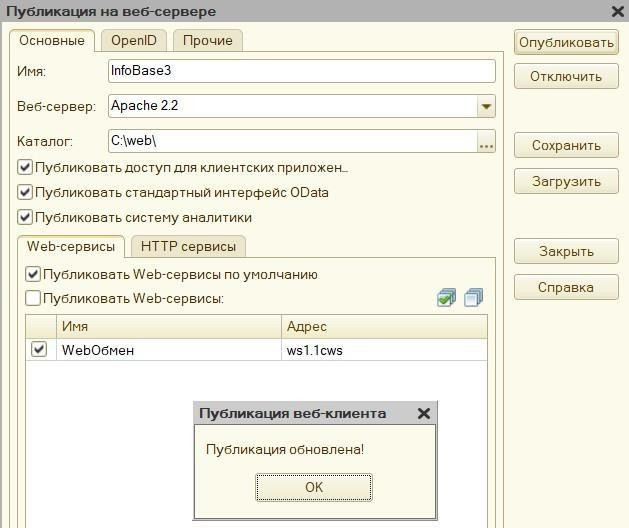 Публикация на веб-сервере
Основные OpenID Прочие
Опубликовать
Имя: InfoBase3
Отключить
Веб-сервер: Apache 2.2
Каталог: C:\web\ ...
Сохранить
Публиковать доступ для клиентских приложен...
Загрузить
Публиковать стандартный интерфейс OData
Публиковать систему аналитики
Web-сервисы HTTP сервисы
Закрыть
Публиковать Web-сервисы по умолчанию
Справка
Публиковать Web-сервисы:
Имя Адрес
WebОбмен ws1.1cws
Публикация веб-клиента
Публикация обновлена!
OK